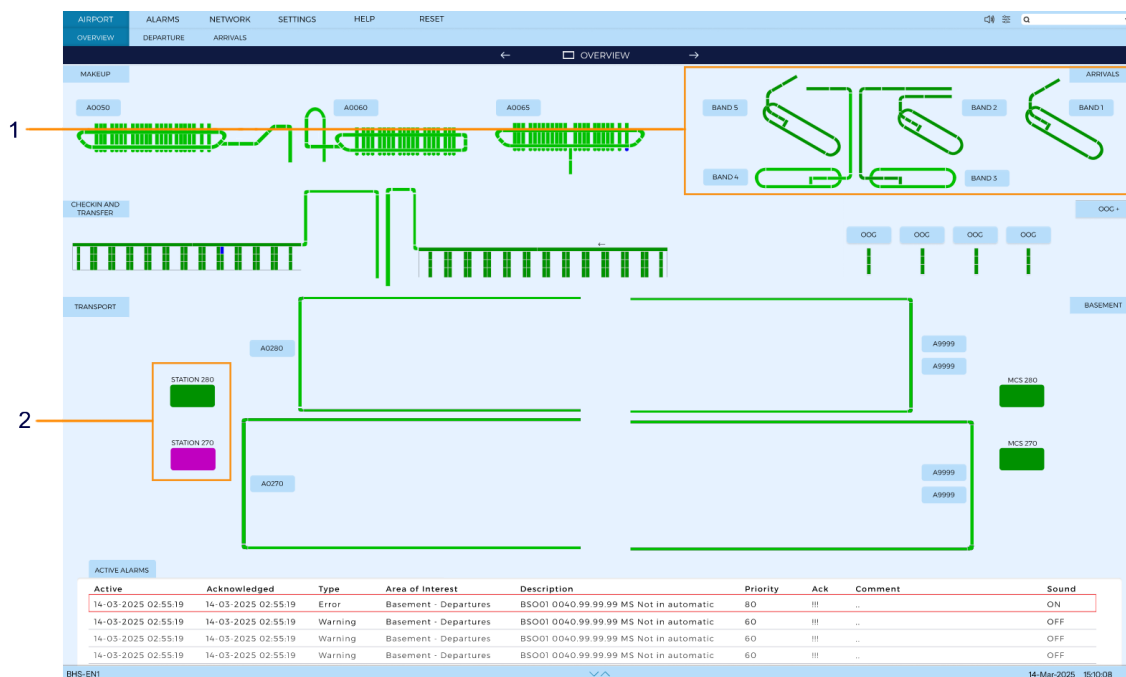 AIRPORT ALARMS NETWORK SETTINGS HELP RESET
OVERVIEW DEPARTURE ARRIVALS
← OVERVIEW →
MAKEUP ARRIVALS
A0050 A0060 A0065 BAND 5 BAND 2 BAND 1
1
BAND 4 BAND 3
CHECKIN AND
TRANSFER
OOG +
OOG OOG OOG OOG
←
TRANSPORT BASEMENT
A0280 A9999
A9999
STATION 280 MCS 280
2
STATION 270 MCS 270
A0270 A9999
A9999
ACTIVE ALARMS
Active Acknowledged Type Area of Interest Description Priority Ack Comment Sound
14-03-2025 02:55:19 14-03-2025 02:55:19 Error Basement - Departures BSO01 0040.99.99.99 MS Not in automatic 80 !!! .. ON
14-03-2025 02:55:19 14-03-2025 02:55:19 Warning Basement - Departures BSO01 0040.99.99.99 MS Not in automatic 60 !!! .. OFF
14-03-2025 02:55:19 14-03-2025 02:55:19 Warning Basement - Departures BSO01 0040.99.99.99 MS Not in automatic 60 !!! .. OFF
14-03-2025 02:55:19 14-03-2025 02:55:19 Warning Basement - Departures BSO01 0040.99.99.99 MS Not in automatic 60 !!! .. OFF
BHS-EN1 14-Mar-2025 15:10:08